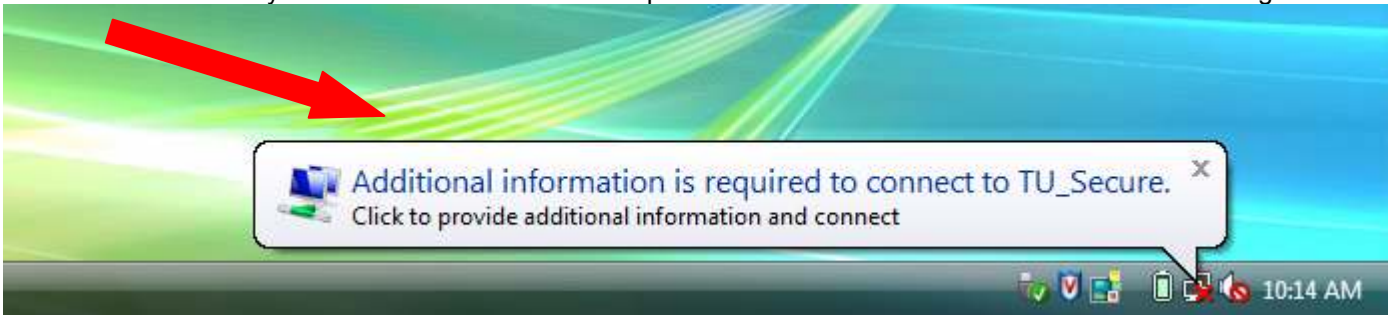 Additional information is required to connect to TU_Secure.
Click to provide additional information and connect
10:14 AM